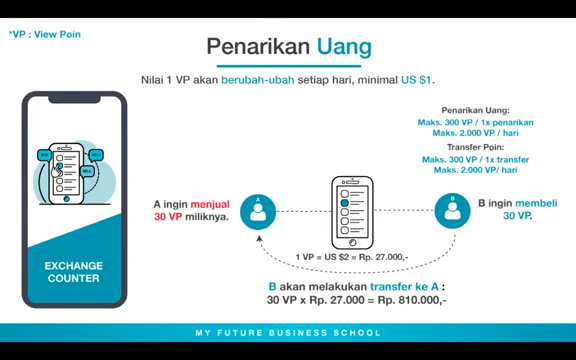 *VP : View Poin
Penarikan Uang
Nilai 1 VP akan berubah-ubah setiap hari, minimal US $1.
Penarikan Uang:
Maks. 300 VP / 1x penarikan
Maks. 2.000 VP / hari
Transfer Poin:
Maks. 300 VP / 1x transfer
Maks. 2.000 VP/ hari
A ingin menjual
30 VP miliknya.
A
B
B ingin membeli
30 VP.
1 VP = US $2 = Rp. 27.000,-
EXCHANGE
COUNTER
B akan melakukan transfer ke A :
30 VP x Rp. 27.000 = Rp. 810.000,-
MY FUTURE BUSINESS SCHOOL